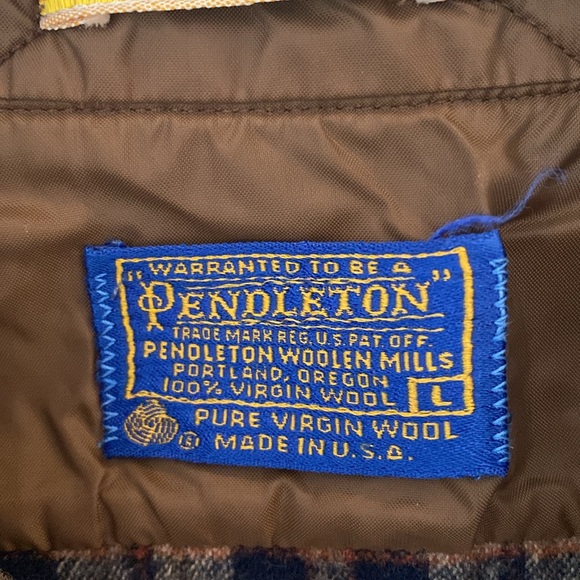 "WARRANTED TO BE A
PENDLETON"
TRADE MARK REG. U.S. PAT. OFF.
PENDLETON WOOLEN MILLS
PORTLAND, OREGON
100% VIRGIN WOOL L
PURE VIRGIN WOOL
MADE IN U.S.A.